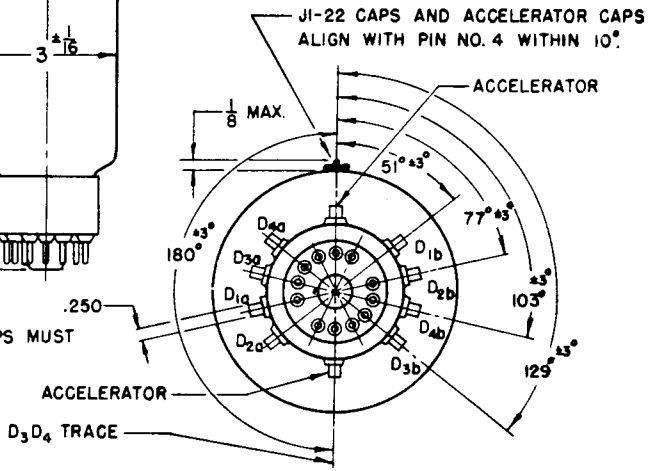 J1-22 CAPS AND ACCELERATOR CAPS
ALIGN WITH PIN NO. 4 WITHIN 10°.
3 ±1/16
ACCELERATOR
1/8 MAX.
51° ±3°
77° ±3°
103° ±3°
129° ±3°
180° ±3°
D4a
D3a
D1a
D2a
D1b
D2b
D4b
D3b
.250
PS MUST
ACCELERATOR
D3D4 TRACE